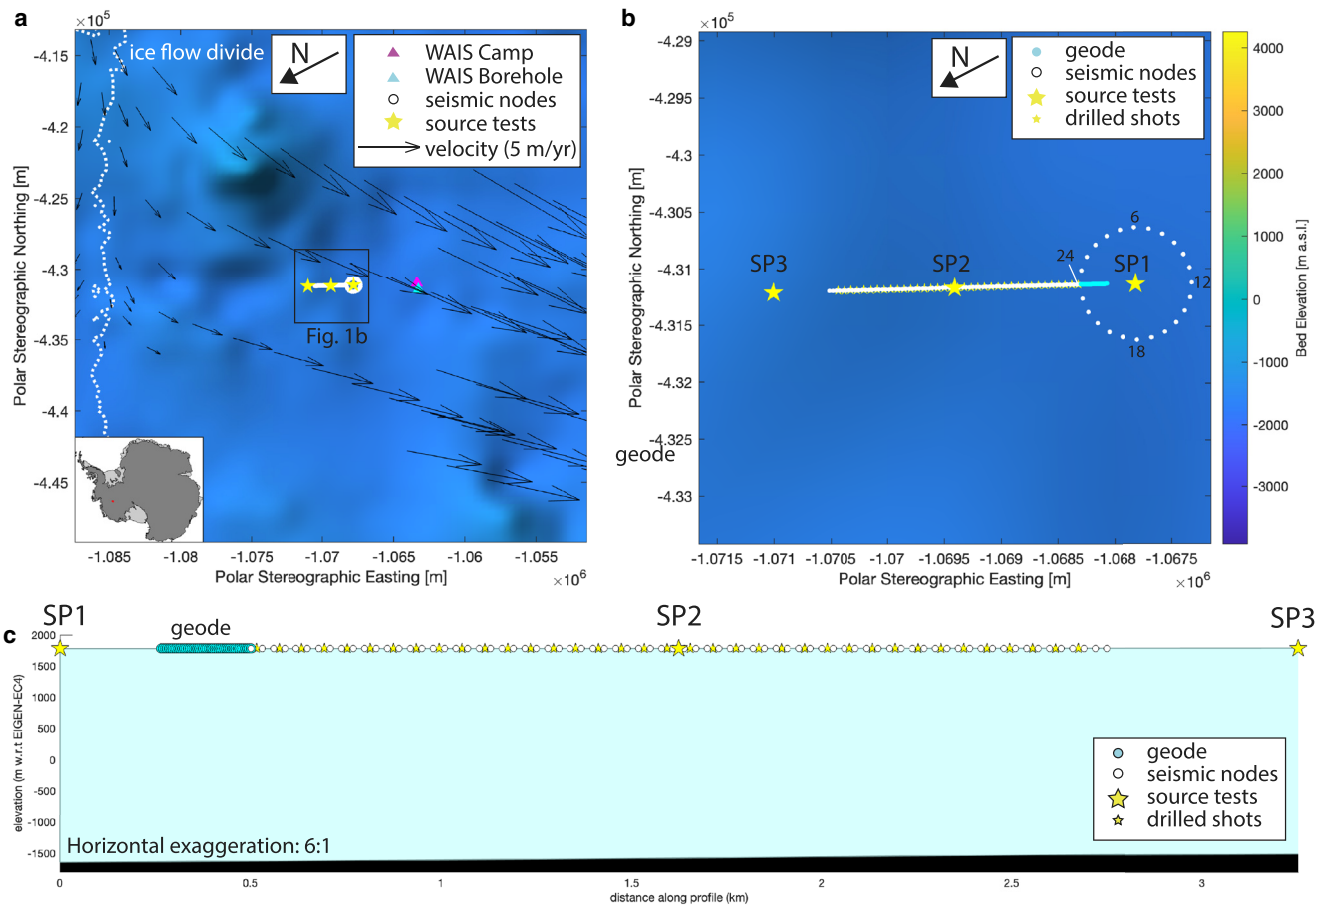 a
×10⁵
-4.15
-4.2
-4.25
-4.3
-4.35
-4.4
-4.45
Polar Stereographic Northing [m]
ice flow divide
N
WAIS Camp
WAIS Borehole
seismic nodes
source tests
velocity (5 m/yr)
Fig. 1b
-1.085
-1.08
-1.075
-1.07
-1.065
-1.06
-1.055
Polar Stereographic Easting [m]
×10⁶
b
×10⁵
-4.29
-4.295
-4.3
-4.305
-4.31
-4.315
-4.32
-4.325
-4.33
Polar Stereographic Northing [m]
geode
N
geode
seismic nodes
source tests
drilled shots
SP3
SP2
SP1
24
6
12
18
-1.0715
-1.071
-1.0705
-1.07
-1.0695
-1.069
-1.0685
-1.068
-1.0675
Polar Stereographic Easting [m]
×10⁶
4000
3000
2000
1000
0
-1000
-2000
-3000
Bed Elevation [m a.s.l.]
c
SP1
geode
SP2
SP3
2000
1500
1000
500
0
-500
-1000
-1500
elevation (m w.r.t EIGEN-EC4)
geode
seismic nodes
source tests
drilled shots
Horizontal exaggeration: 6:1
0
0.5
1
1.5
2
2.5
3
distance along profile (km)